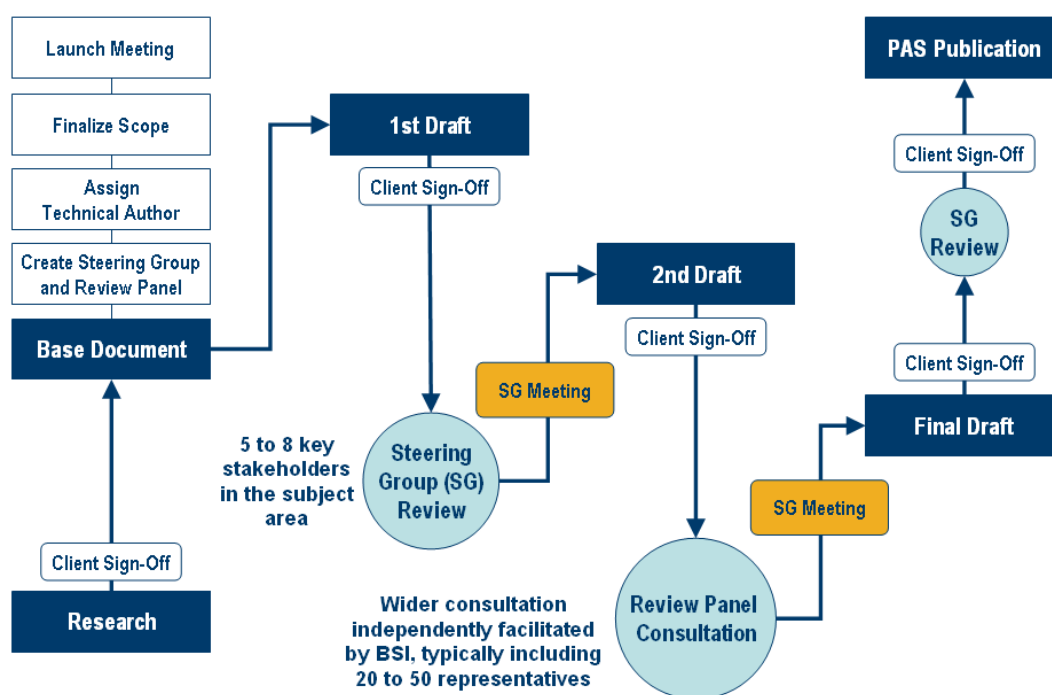 Launch Meeting
Finalize Scope
Assign
Technical Author
Create Steering Group
and Review Panel
Base Document
Client Sign-Off
Research
1st Draft
Client Sign-Off
5 to 8 key
stakeholders
in the subject
area
Steering
Group (SG)
Review
SG Meeting
2nd Draft
Client Sign-Off
Wider consultation
independently facilitated
by BSI, typically including
20 to 50 representatives
Review Panel
Consultation
SG Meeting
Final Draft
Client Sign-Off
SG
Review
Client Sign-Off
PAS Publication